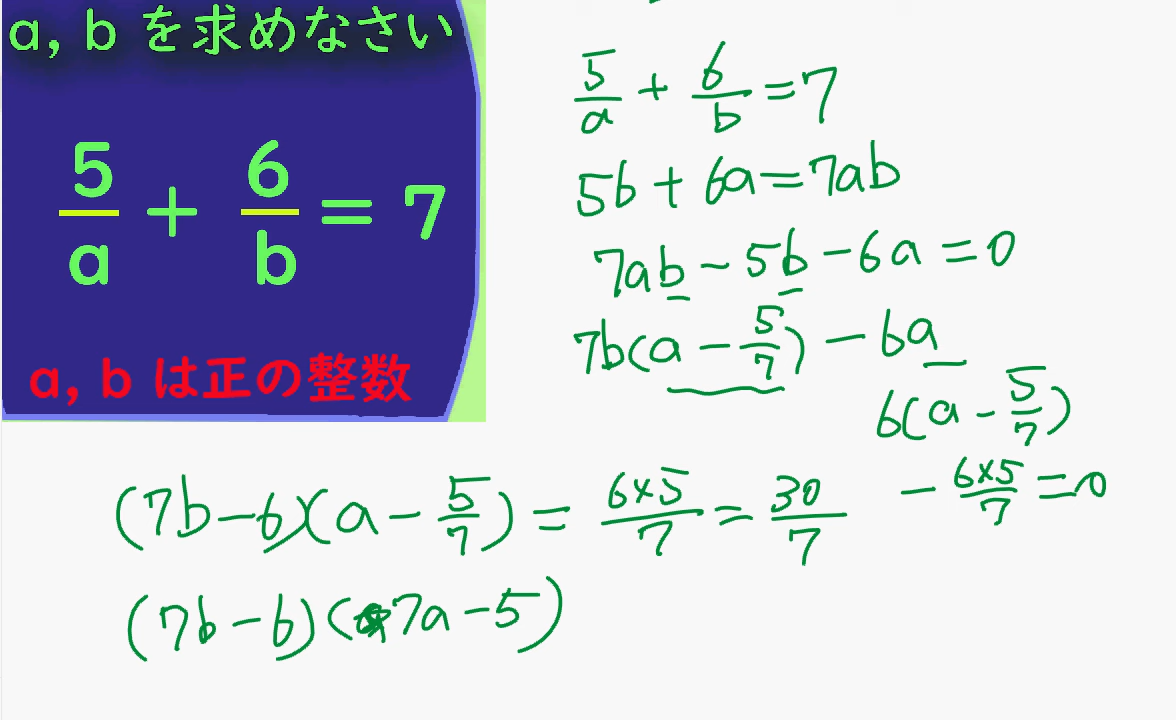 a, b を求めなさい
5/a + 6/b = 7
a, b は正の整数
5/a + 6/b = 7
5b + 6a = 7ab
7ab - 5b - 6a = 0
7b(a - 5/7) - 6a
6(a - 5/7)
- 6×5/7 = 0
(7b - 6)(a - 5/7) = 6×5/7 = 30/7
(7b - 6)(7a - 5)